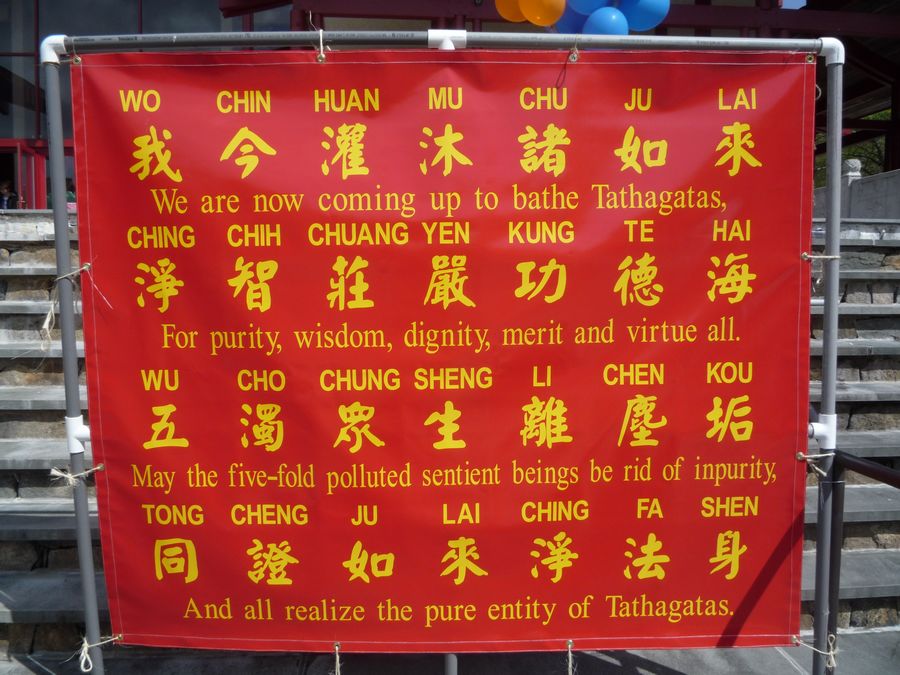 WO CHIN HUAN MU CHU JU LAI
我今灌沐諸如來
We are now coming up to bathe Tathagatas,
CHING CHIH CHUANG YEN KUNG TE HAI
淨智莊嚴功德海
For purity, wisdom, dignity, merit and virtue all.
WU CHO CHUNG SHENG LI CHEN KOU
五濁眾生離塵垢
May the five-fold polluted sentient beings be rid of inpurity,
TONG CHENG JU LAI CHING FA SHEN
同證如來淨法身
And all realize the pure entity of Tathagatas.